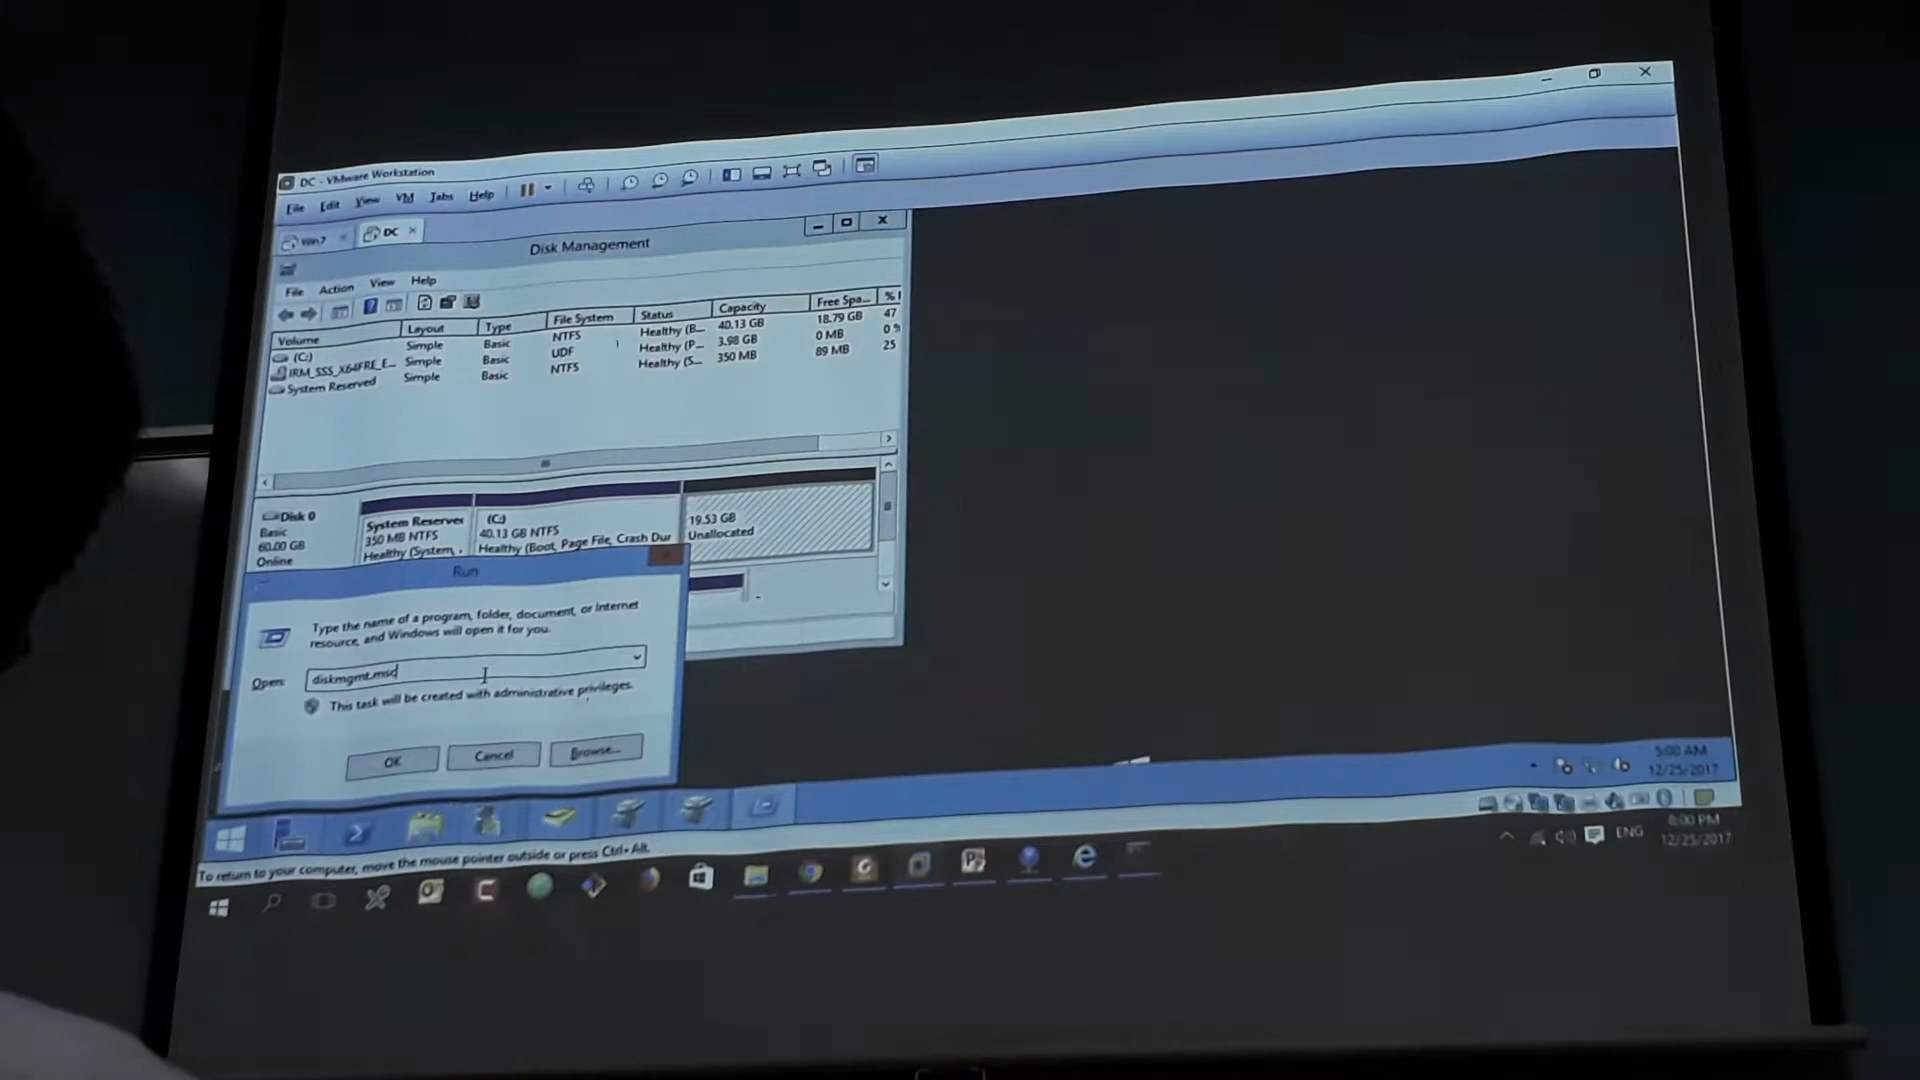 DC - VMware Workstation
File Edit View VM Tabs Help
Win7 DC
Disk Management
File Action View Help
Volume Layout Type File System Status Capacity Free Spa...
(C:) Simple Basic NTFS Healthy (B... 40.13 GB 18.79 GB 47
IRM_SSS_X64FRE_E... Simple Basic UDF Healthy (P... 3.98 GB 0 MB 0 %
System Reserved Simple Basic NTFS Healthy (S... 350 MB 89 MB 25
Disk 0
Basic
60.00 GB
Online
System Reserved
350 MB NTFS
Healthy (System,
(C:)
40.13 GB NTFS
Healthy (Boot, Page File, Crash Dur
19.53 GB
Unallocated
Run
Type the name of a program, folder, document, or Internet
resource, and Windows will open it for you.
Open: diskmgmt.msc
This task will be created with administrative privileges.
OK Cancel Browse...
5:00 AM
12/25/2017
To return to your computer, move the mouse pointer outside or press Ctrl+Alt.
ENG
8:00 PM
12/25/2017